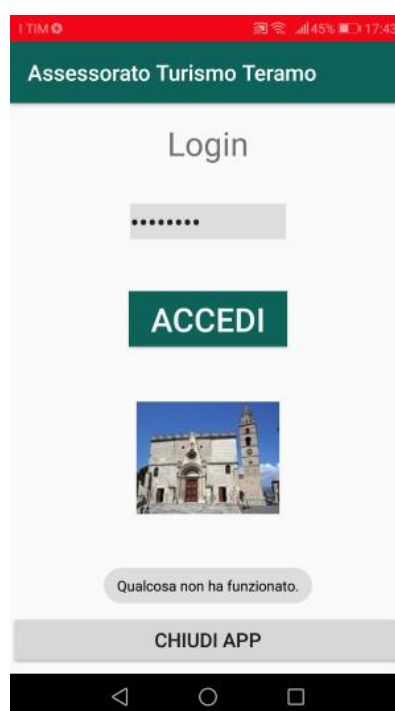 I TIM 45% 17:43
Assessorato Turismo Teramo
Login
••••••••
ACCEDI
Qualcosa non ha funzionato.
CHIUDI APP